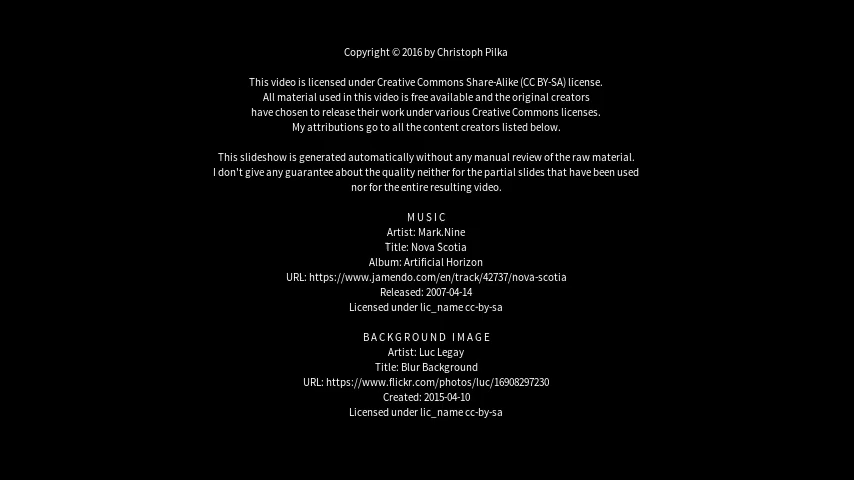 Copyright © 2016 by Christoph Pilka
This video is licensed under Creative Commons Share-Alike (CC BY-SA) license.
All material used in this video is free available and the original creators
have chosen to release their work under various Creative Commons licenses.
My attributions go to all the content creators listed below.
This slideshow is generated automatically without any manual review of the raw material.
I don't give any guarantee about the quality neither for the partial slides that have been used
nor for the entire resulting video.
MUSIC
Artist: Mark.Nine
Title: Nova Scotia
Album: Artificial Horizon
URL: https://www.jamendo.com/en/track/42737/nova-scotia
Released: 2007-04-14
Licensed under lic_name cc-by-sa
BACKGROUND IMAGE
Artist: Luc Legay
Title: Blur Background
URL: https://www.flickr.com/photos/luc/16908297230
Created: 2015-04-10
Licensed under lic_name cc-by-sa